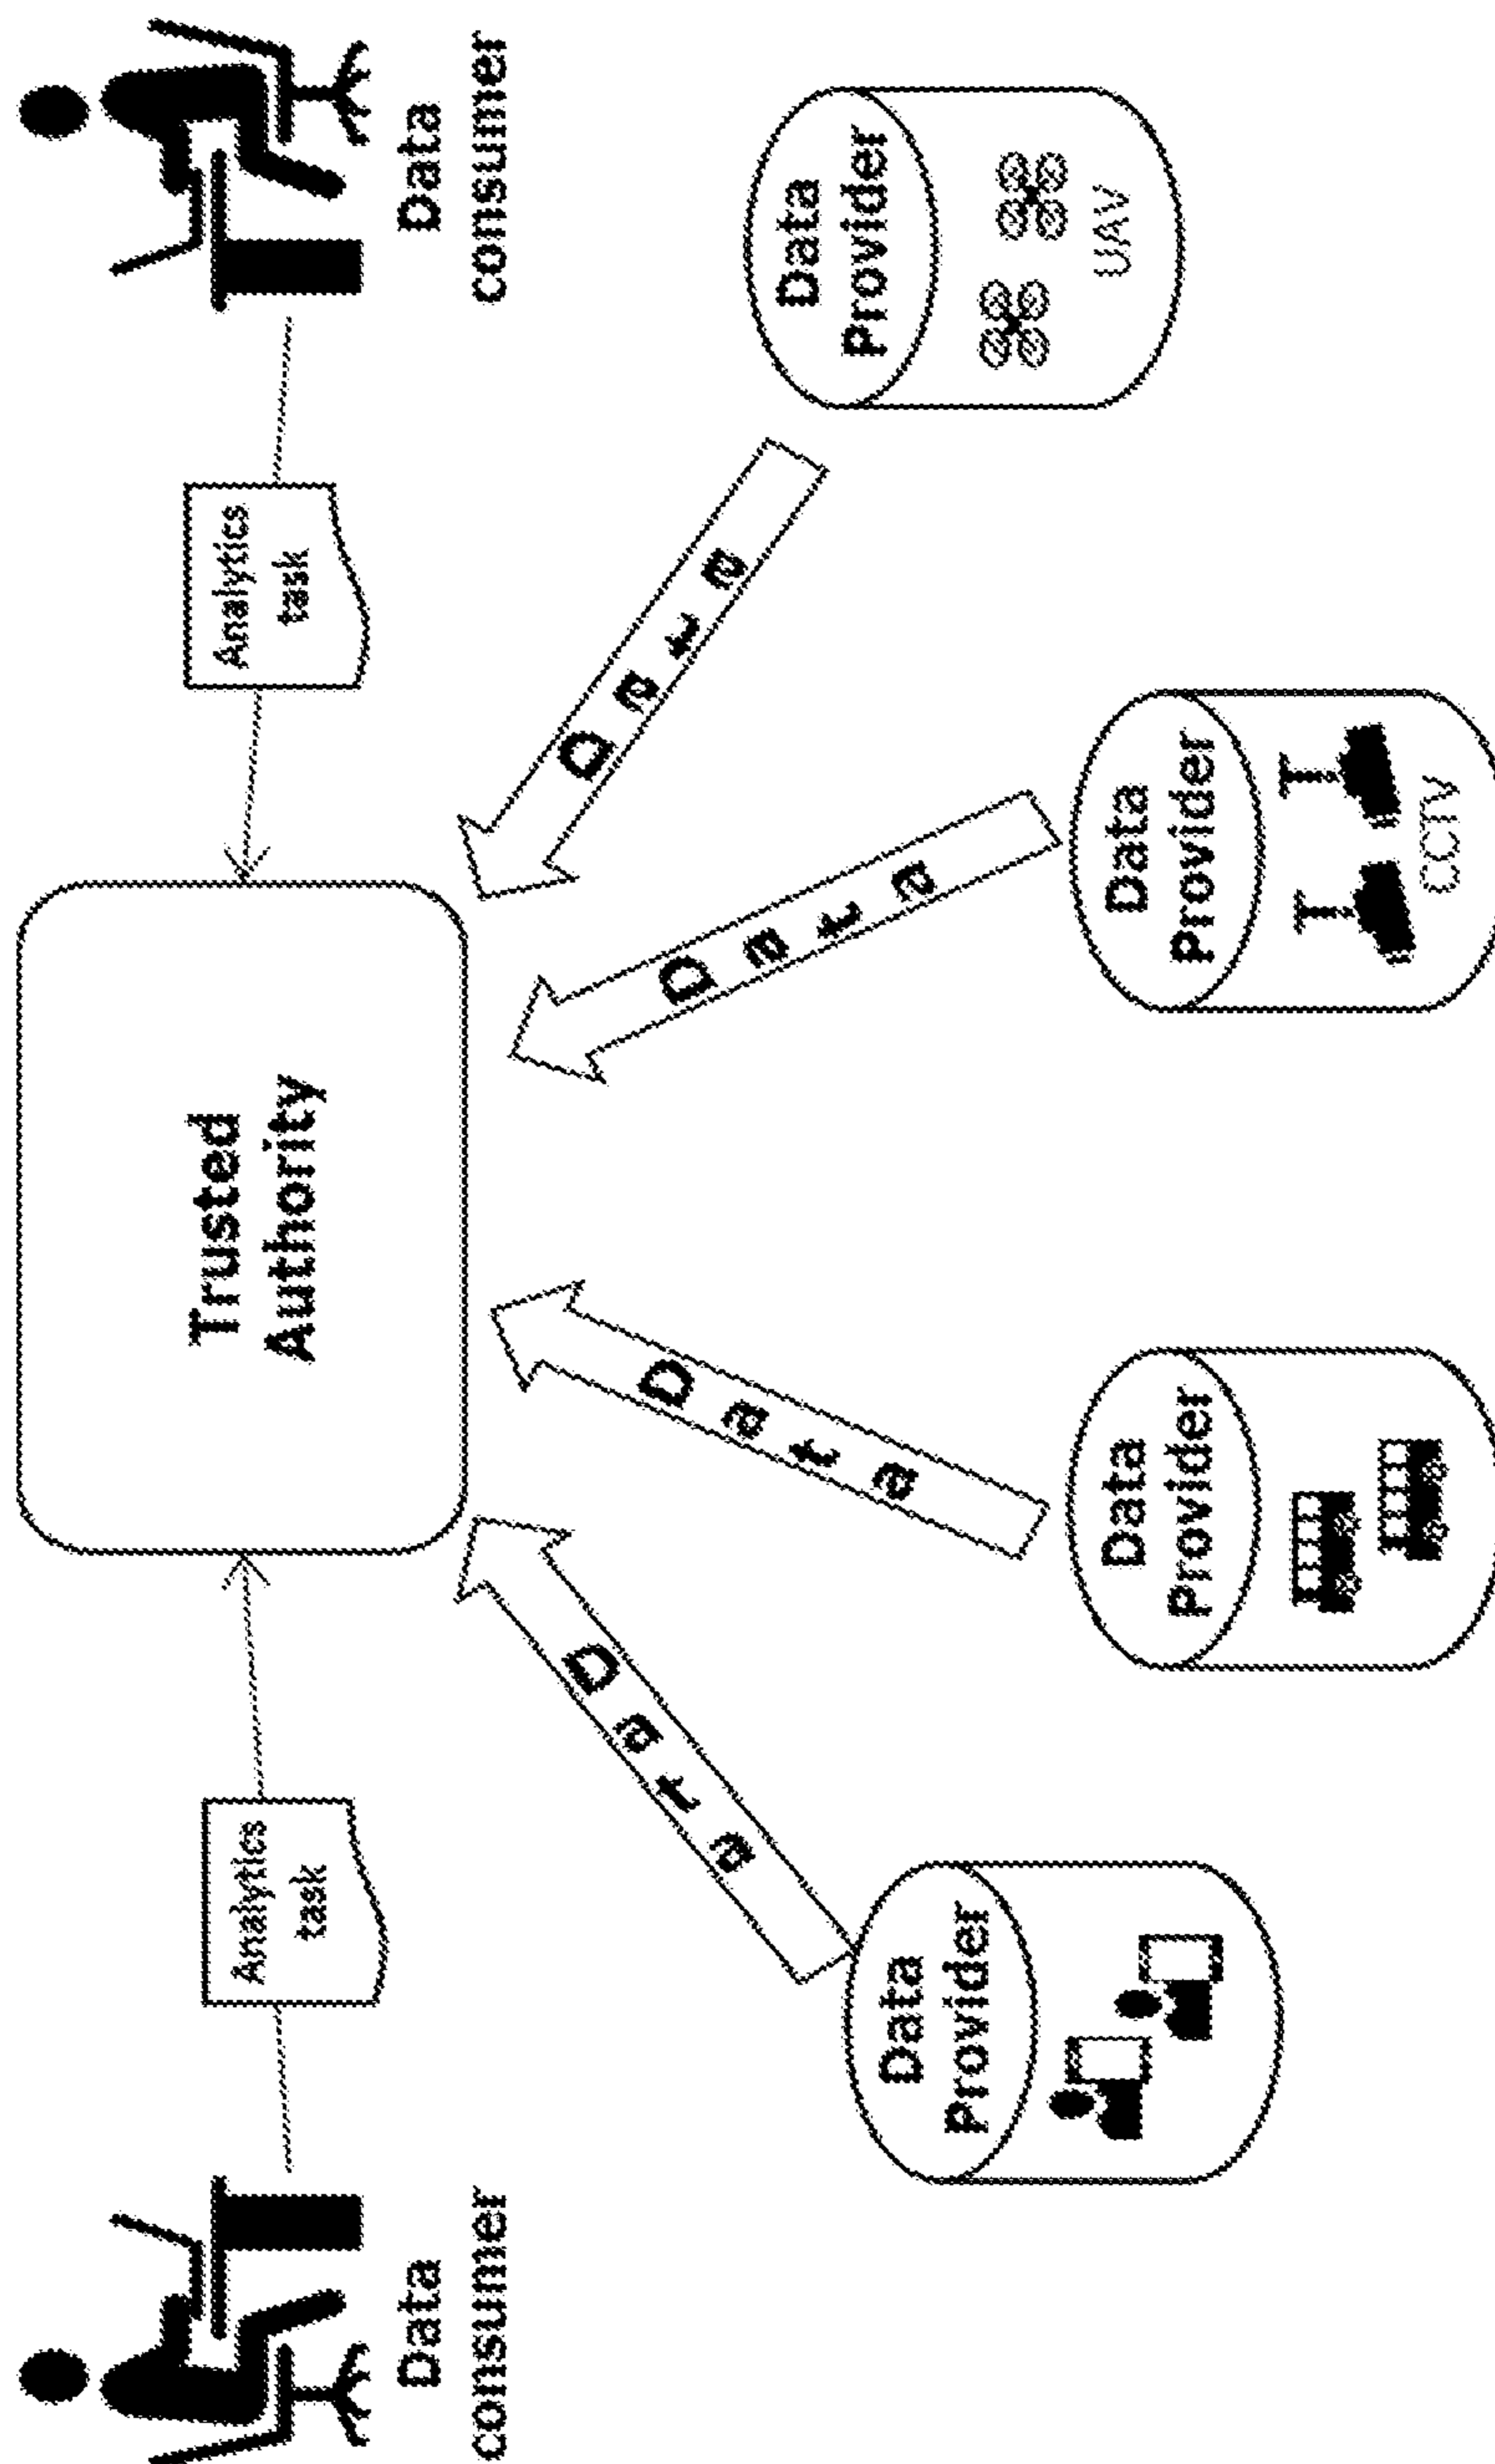 Trusted
Authority
Analytics
task
Analytics
task
Data
consumer
Data
consumer
Data
Data
Data
Data
Data
Provider
Data
Provider
Data
Provider
CCTV
Data
Provider
UAV